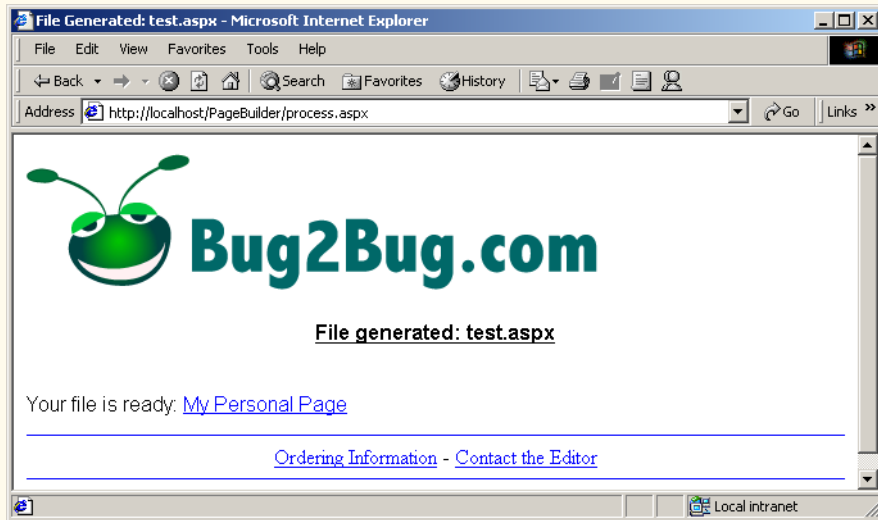 File Generated: test.aspx - Microsoft Internet Explorer
File Edit View Favorites Tools Help
Back Search Favorites History
Address http://localhost/PageBuilder/process.aspx Go Links »
Bug2Bug.com
File generated: test.aspx
Your file is ready: My Personal Page
Ordering Information - Contact the Editor
Local intranet